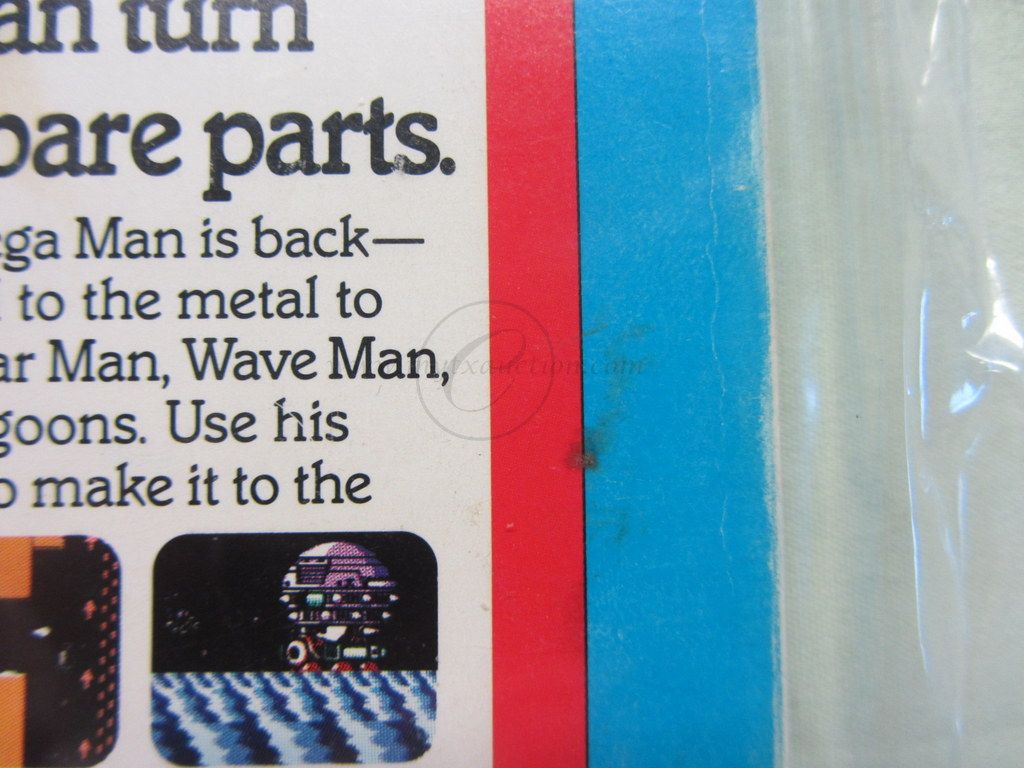 an turn
pare parts.
ega Man is back—
to the metal to
ar Man, Wave Man,
goons. Use his
o make it to the